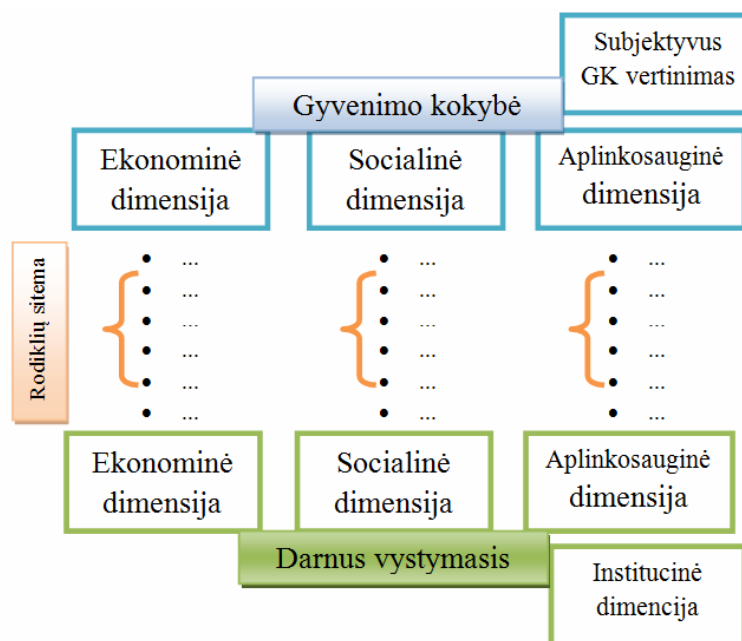 Subjektyvus
GK vertinimas
Gyvenimo kokybė
Ekonominė
dimensija
Socialinė
dimensija
Aplinkosauginė
dimensija
Rodiklių sitema
• ... • ... • ...
• ... • ... • ...
• ... • ... • ...
• ... • ... • ...
• ... • ... • ...
• ... • ... • ...
Ekonominė
dimensija
Socialinė
dimensija
Aplinkosauginė
dimensija
Darnus vystymasis
Institucinė
dimencija